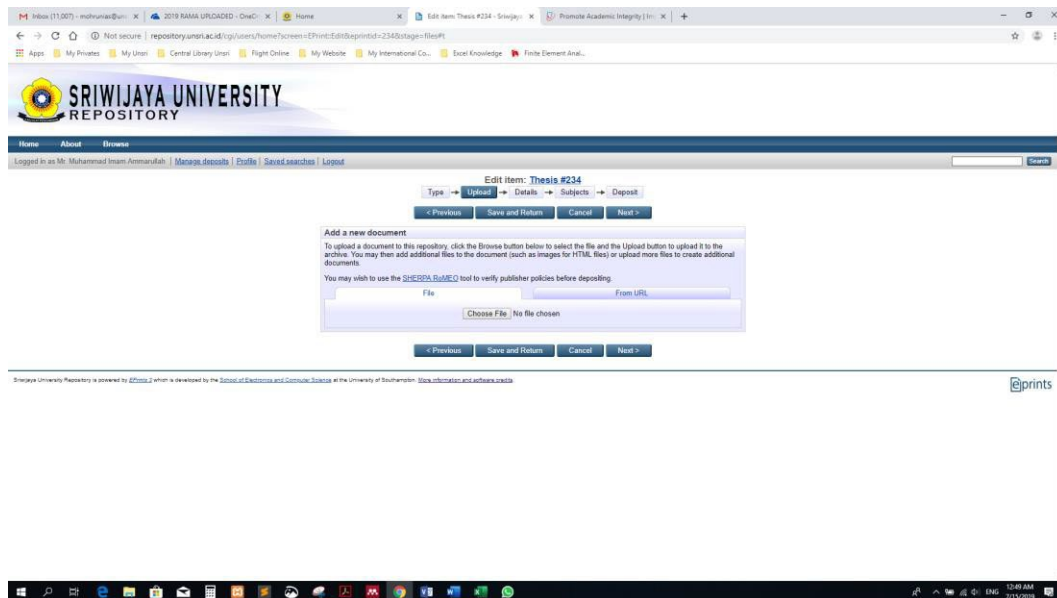 Inbox (11,007) - mohrunias@uns
2019 RAMA UPLOADED - OneDr
Home
Edit item: Thesis #234 - Sriwijaya
Promote Academic Integrity | Im
Not secure | repository.unsri.ac.id/cgi/users/home?screen=EPrint::Edit&eprintid=234&stage=files#t
Apps My Privates My Unsri Central Library Unsri Flight Online My Website My International Co... Excel Knowledge Finite Element Anal...
SRIWIJAYA UNIVERSITY
REPOSITORY
Home About Browse
Logged in as Mr. Muhammad Imam Ammarullah | Manage deposits | Profile | Saved searches | Logout
Search
Edit item: Thesis #234
Type → Upload → Details → Subjects → Deposit
< Previous Save and Return Cancel Next >
Add a new document
To upload a document to this repository, click the Browse button below to select the file and the Upload button to upload it to the
archive. You may then add additional files to the document (such as images for HTML files) or upload more files to create additional
documents.
You may wish to use the SHERPA RoMEO tool to verify publisher policies before depositing.
File From URL
Choose File No file chosen
< Previous Save and Return Cancel Next >
Sriwijaya University Repository is powered by EPrints 3 which is developed by the School of Electronics and Computer Science at the University of Southampton. More information and software credits.
eprints
ENG
12:49 AM
7/15/2019